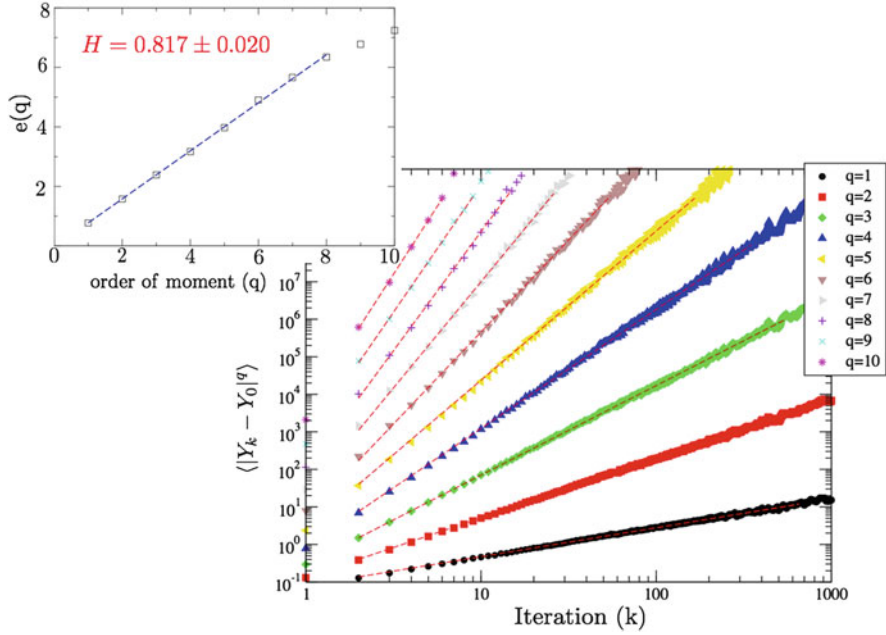 8
6
4
2
0
e(q)
H = 0.817 ± 0.020
0 2 4 6 8 10
order of moment (q)
10^7
10^6
10^5
10^4
10^3
10^2
10^1
10^0
10^-1
⟨|Y_k − Y_0|^q⟩
1 10 100 1000
Iteration (k)
q=1
q=2
q=3
q=4
q=5
q=6
q=7
q=8
q=9
q=10